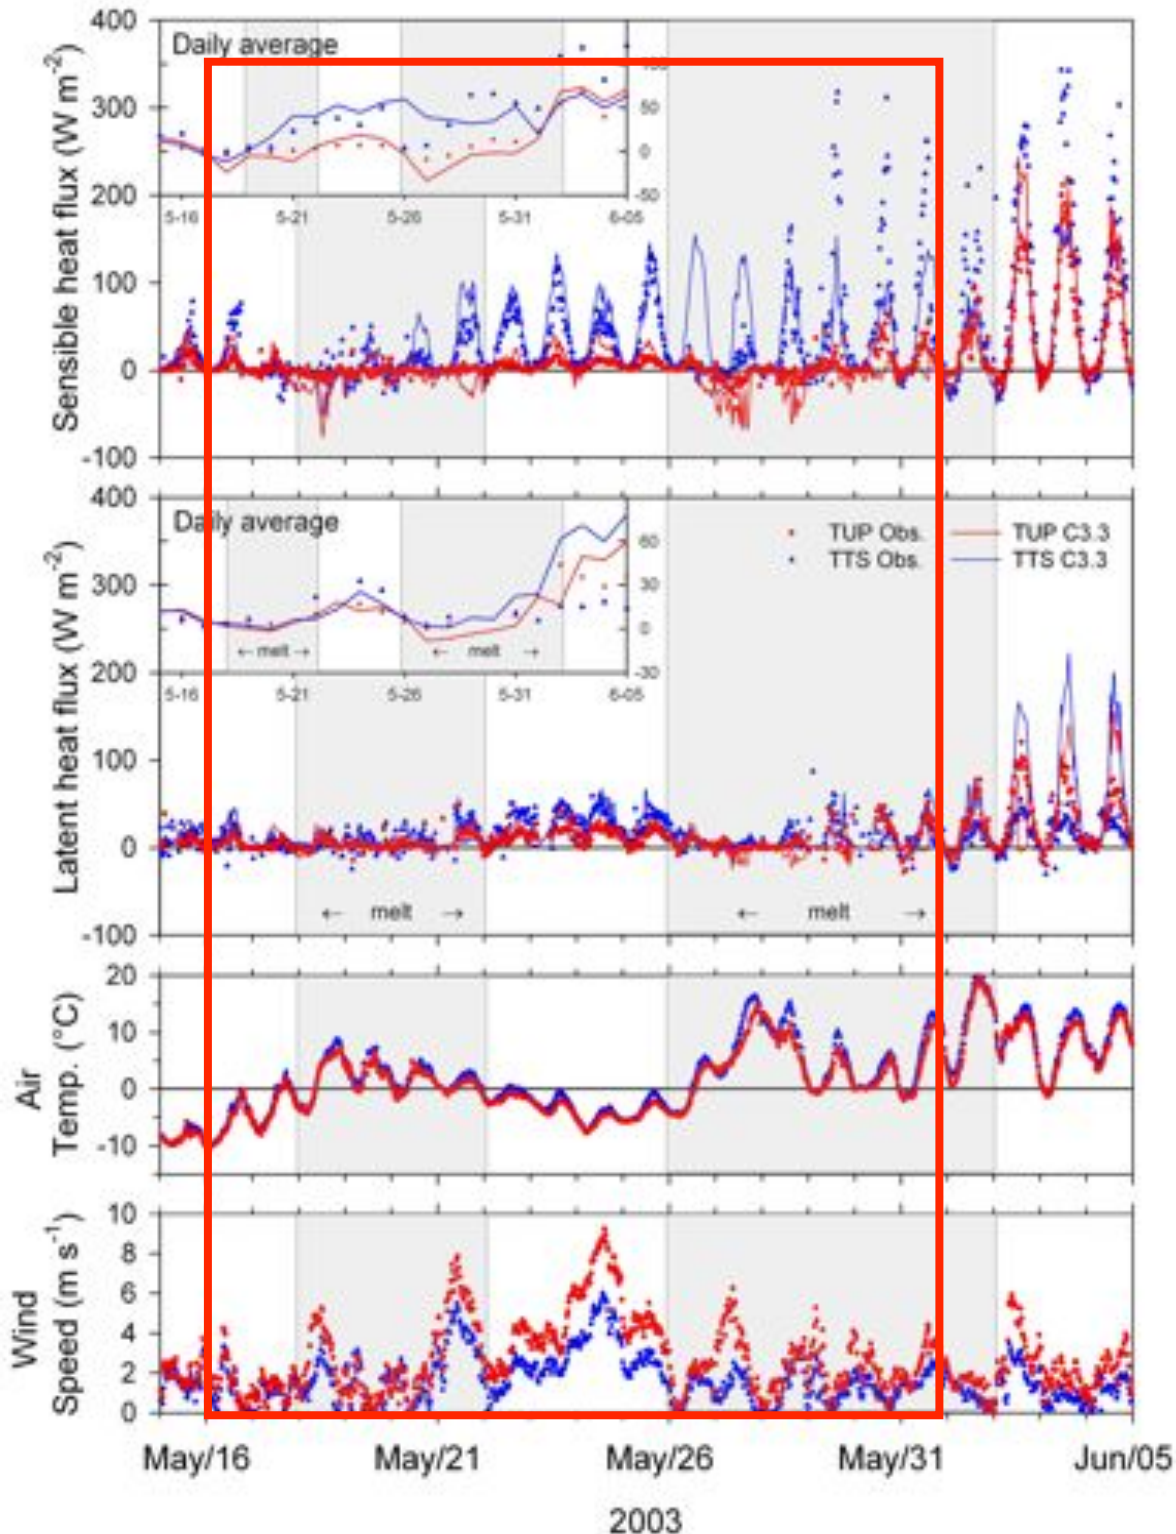 400
Daily average
300
200
100
0
-100
Sensible heat flux (W m⁻²)
100
50
0
-50
5-16
5-21
5-26
5-31
6-05
400
Daily average
300
200
100
0
-100
Latent heat flux (W m⁻²)
60
30
0
-30
← melt →
← melt →
5-16
5-21
5-26
5-31
6-05
TUP Obs.
TUP C3.3
TTS Obs.
TTS C3.3
← melt →
← melt →
20
10
0
-10
Air
Temp. (°C)
10
8
6
4
2
0
Wind
Speed (m s⁻¹)
May/16
May/21
May/26
May/31
Jun/05
2003